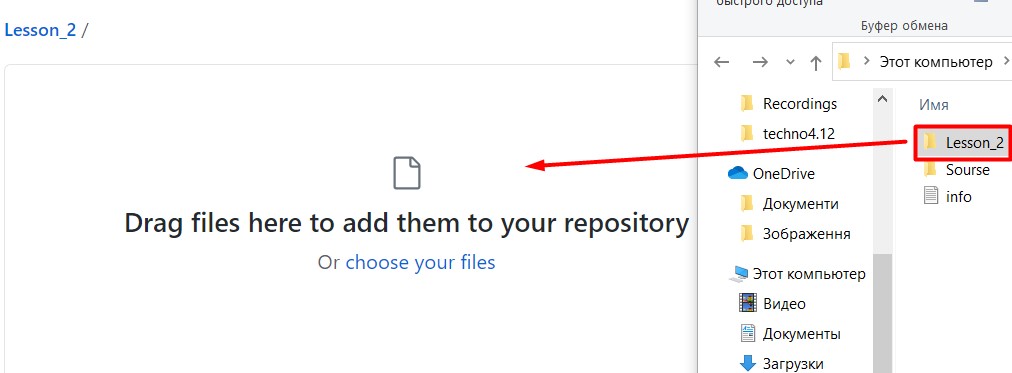 Lesson_2 /
Drag files here to add them to your repository
Or choose your files
быстрого доступа
Буфер обмена
Этот компьютер
Recordings
techno4.12
OneDrive
Документи
Зображення
Этот компьютер
Видео
Документы
Загрузки
Имя
Lesson_2
Sourse
info